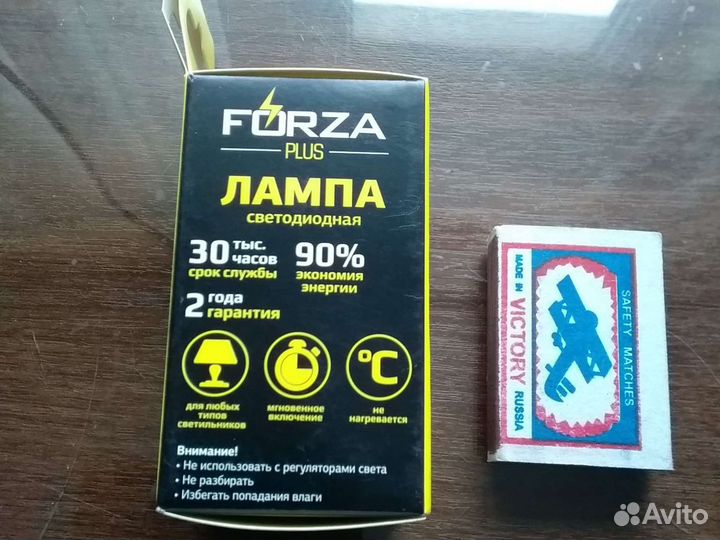 FORZA
PLUS
ЛАМПА
светодиодная
30 тыс. часов
срок службы
90%
экономия
энергии
2 года
гарантия
для любых
типов
светильников
мгновенное
включение
°C
не
нагревается
Внимание!
• Не использовать с регуляторами света
• Не разбирать
• Избегать попадания влаги
SAFETY MATCHES
VICTORY
MADE IN RUSSIA
Avito